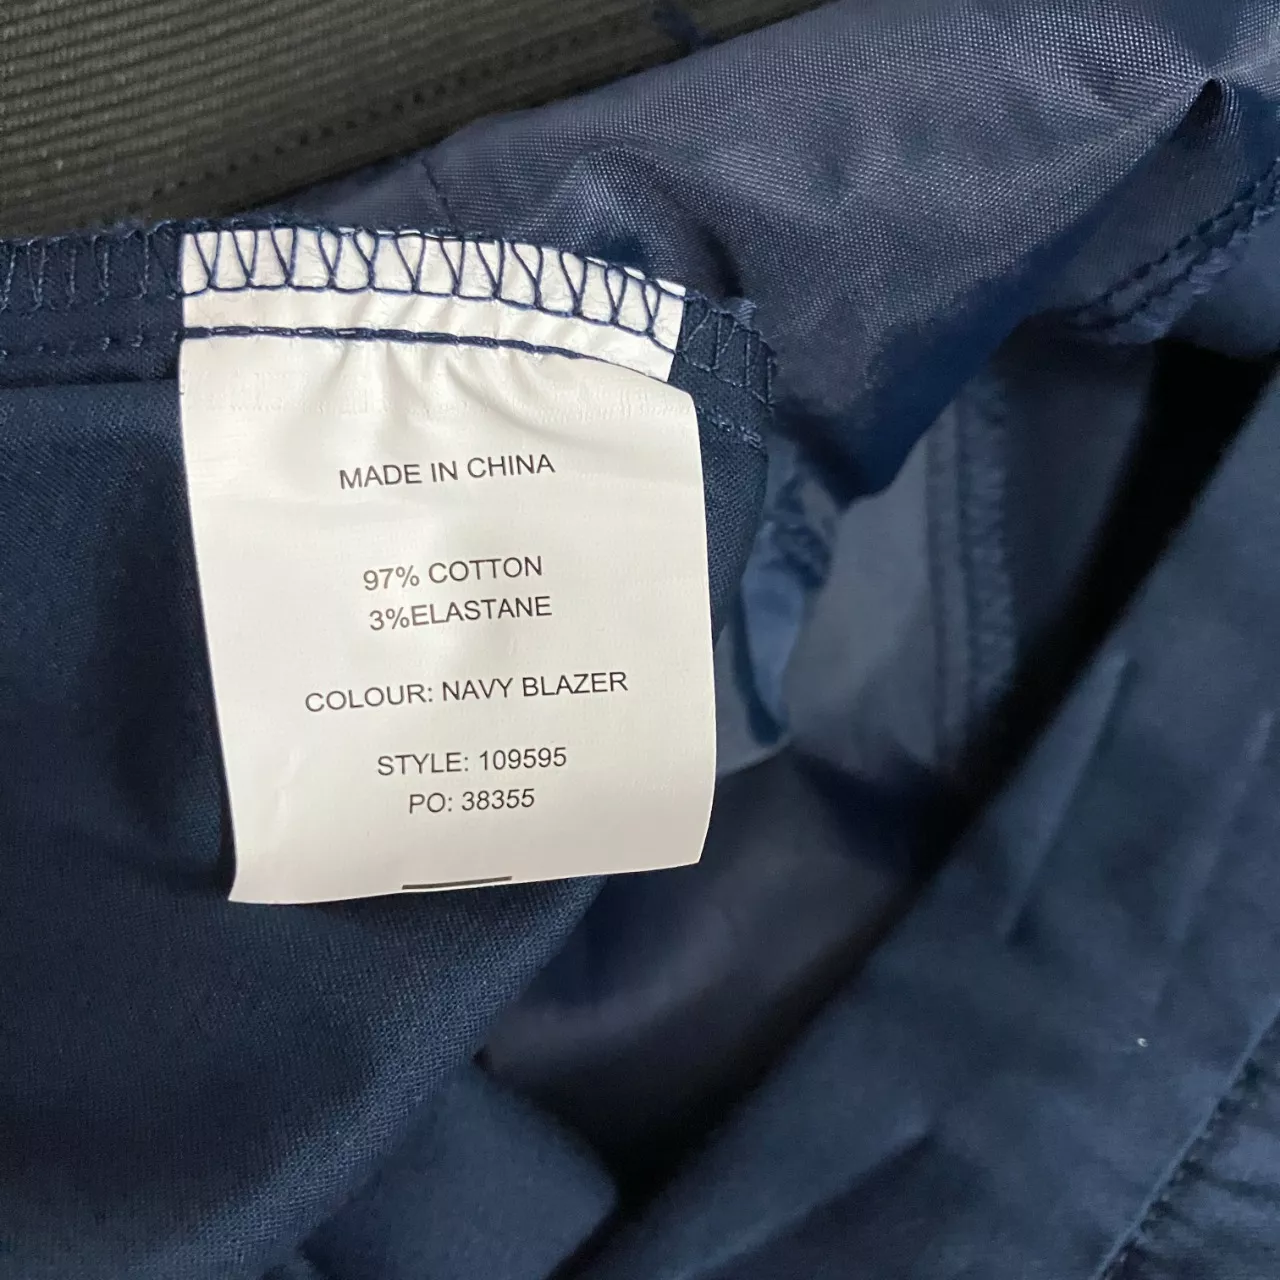 MADE IN CHINA
97% COTTON
3%ELASTANE
COLOUR: NAVY BLAZER
STYLE: 109595
PO: 38355